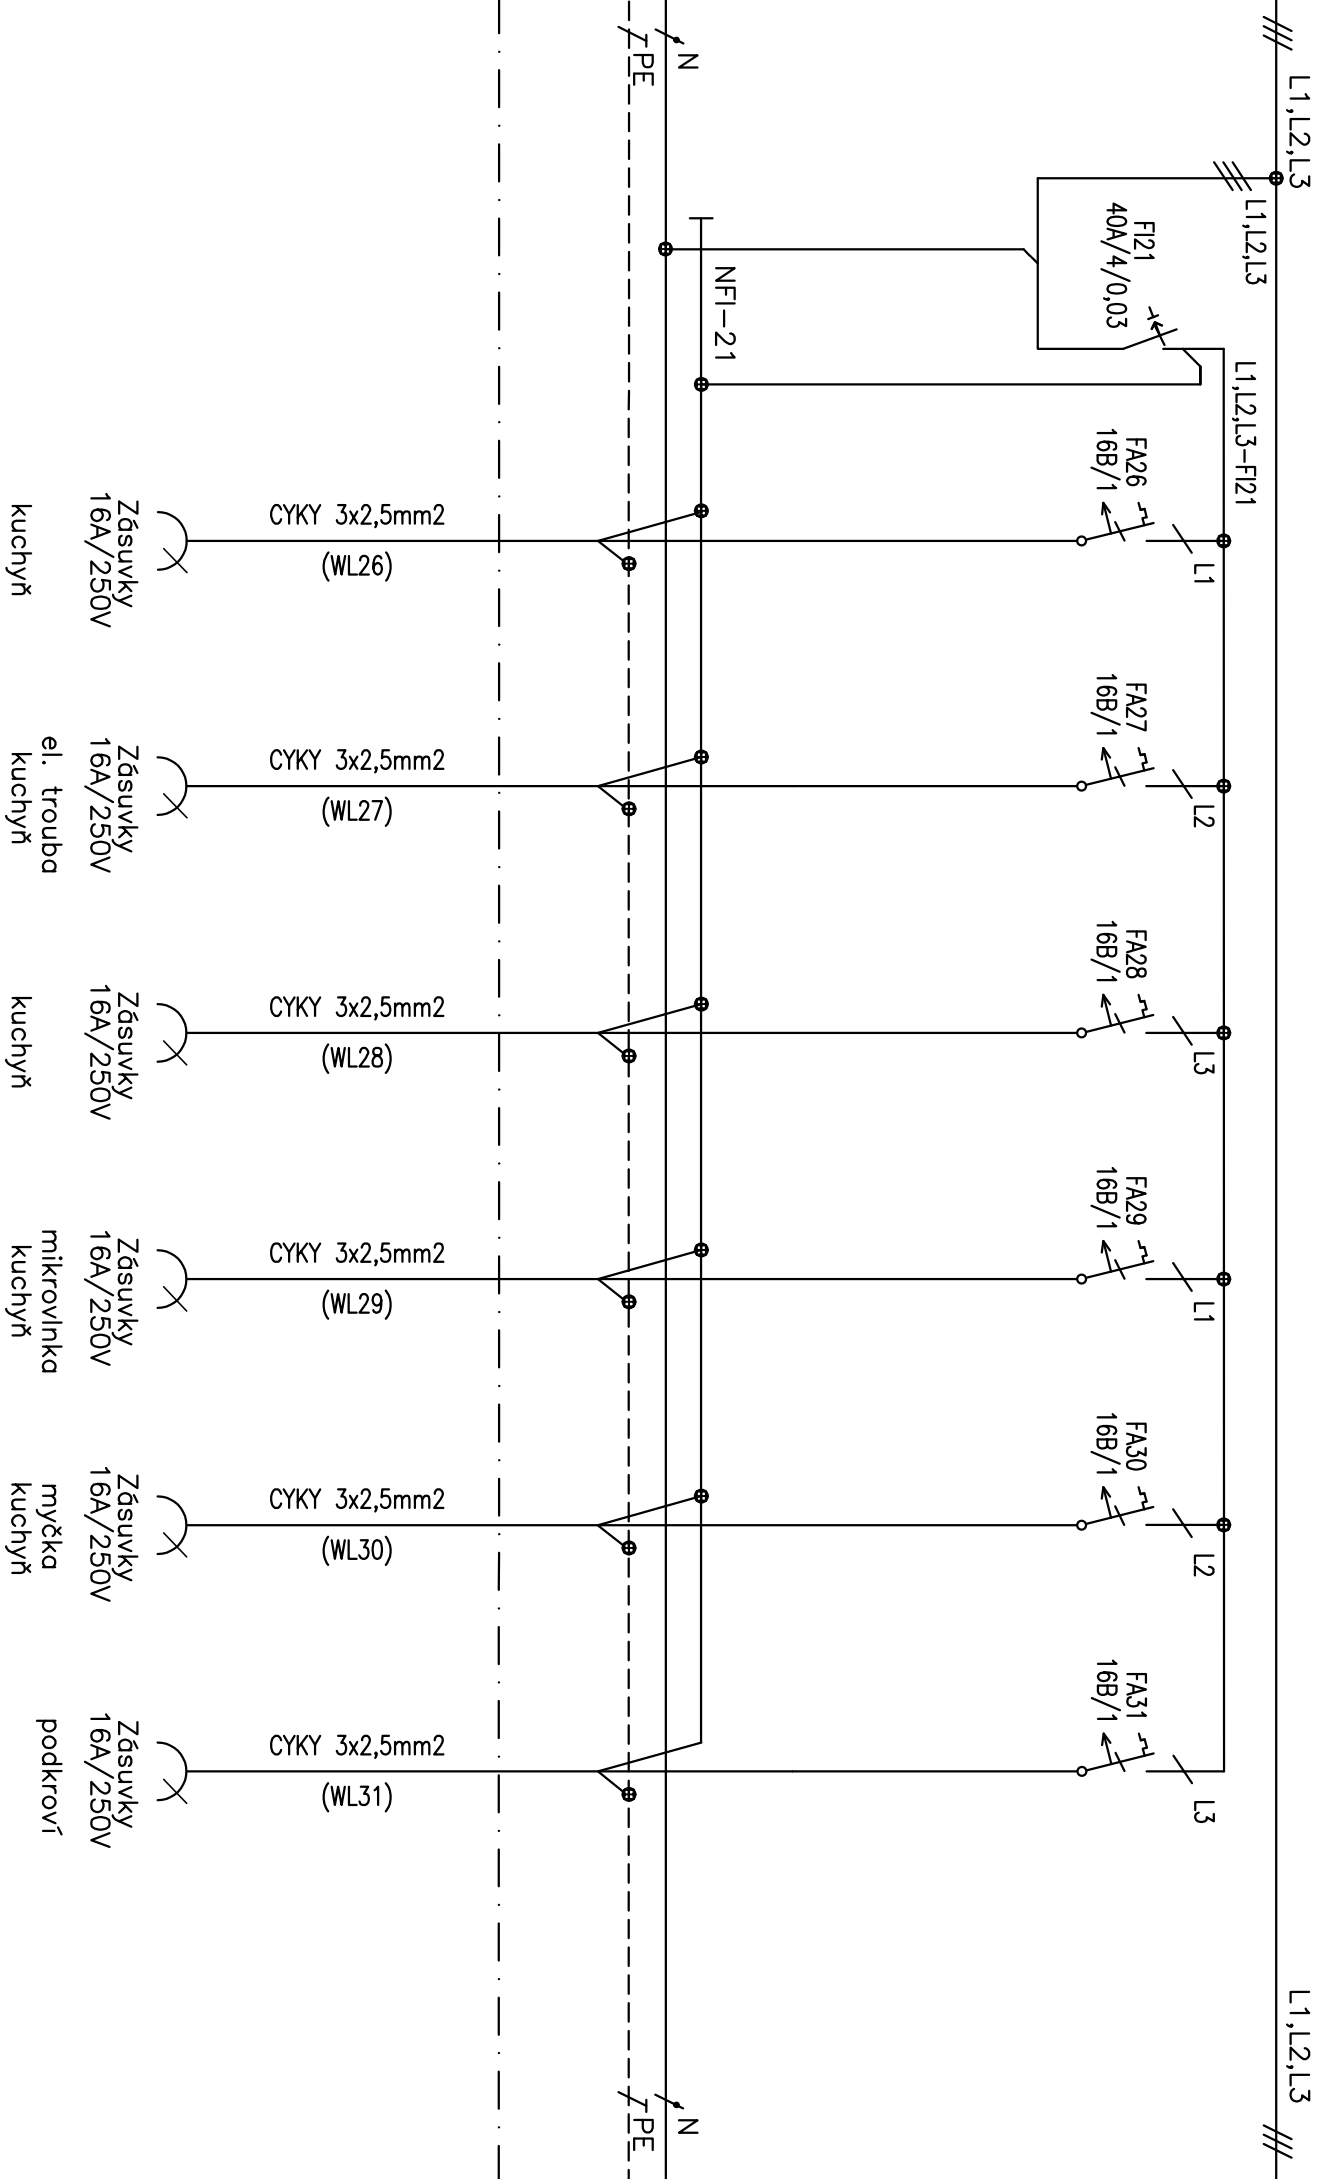 L1,L2,L3
L1,L2,L3
L1,L2,L3
FI21
40A/4/0,03
L1,L2,L3-FI21
FA26
16B/1
L1
FA27
16B/1
L2
FA28
16B/1
L3
FA29
16B/1
L1
FA30
16B/1
L2
FA31
16B/1
L3
NFI-21
N
PE
N
PE
CYKY 3x2,5mm2
(WL26)
CYKY 3x2,5mm2
(WL27)
CYKY 3x2,5mm2
(WL28)
CYKY 3x2,5mm2
(WL29)
CYKY 3x2,5mm2
(WL30)
CYKY 3x2,5mm2
(WL31)
Zásuvky
16A/250V
kuchyň
Zásuvky
16A/250V
el. trouba
kuchyň
Zásuvky
16A/250V
kuchyň
Zásuvky
16A/250V
mikrovlnka
kuchyň
Zásuvky
16A/250V
myčka
kuchyň
Zásuvky
16A/250V
podkroví